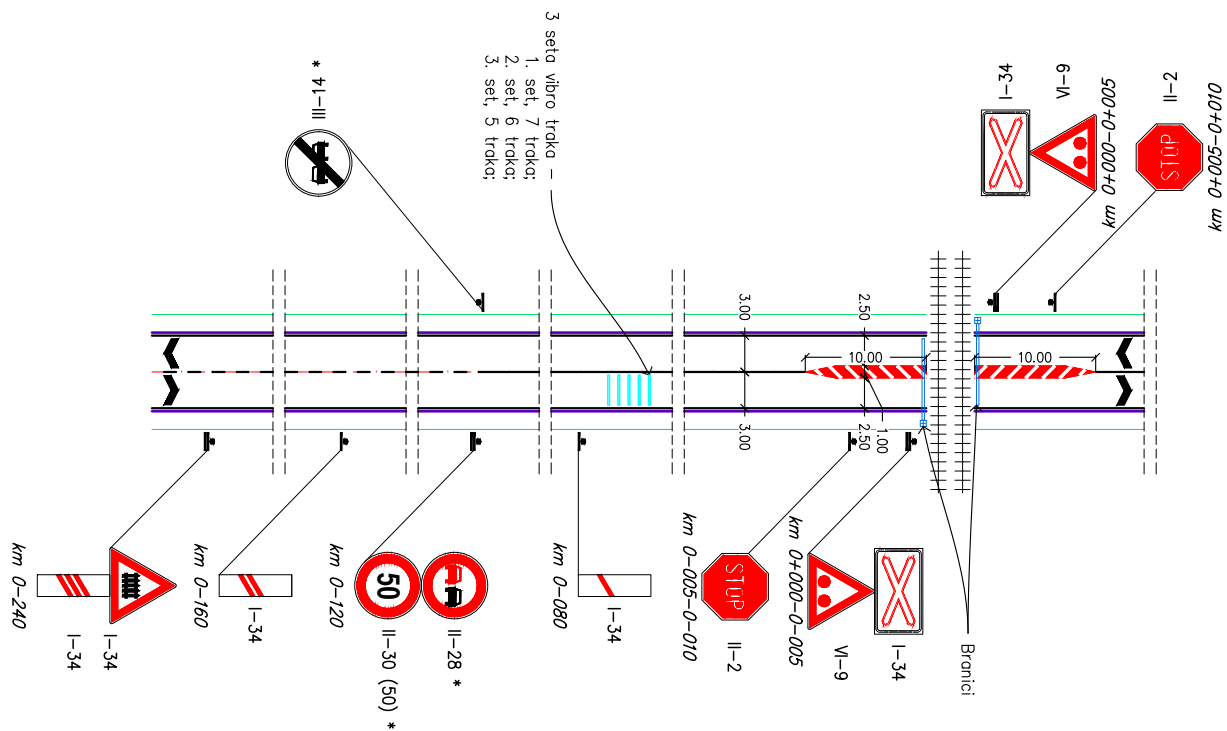 3 seta vibro traka –
1. set, 7 traka;
2. set, 6 traka;
3. set, 5 traka;
III–14 *
I–34
VI–9
km 0+000-0+005
II–2
km 0+005-0+010
STOP
3.00
2.50
10.00
10.00
3.00
2.50
1.00
km 0-240
I–34
I–34
km 0-160
I–34
km 0-120
50
II–30 (50) *
II–28 *
km 0-080
I–34
km 0-005-0-010
STOP
II–2
km 0+000-0-005
VI–9
I–34
Branici